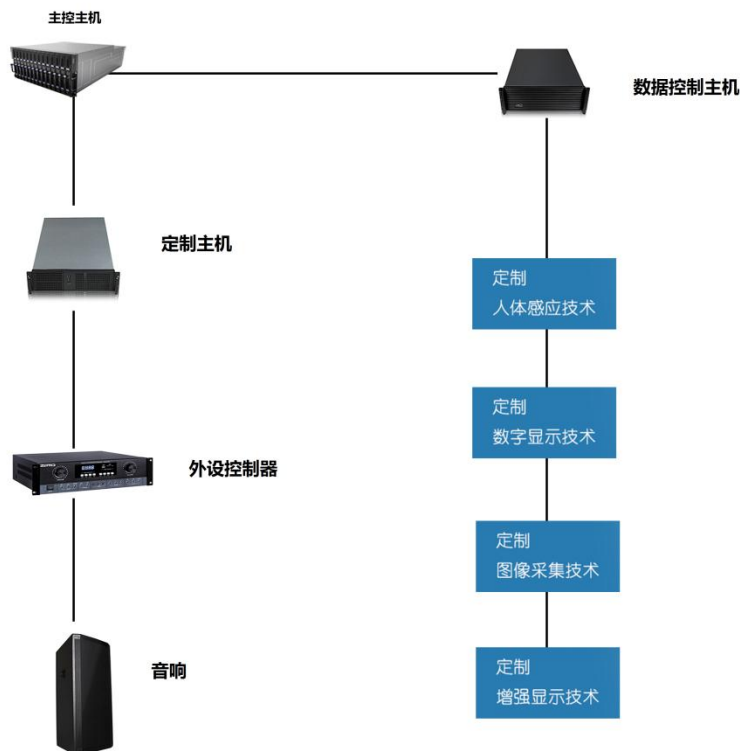 主控主机
数据控制主机
定制主机
定制
人体感应技术
定制
数字显示技术
外设控制器
定制
图像采集技术
音响
定制
增强显示技术